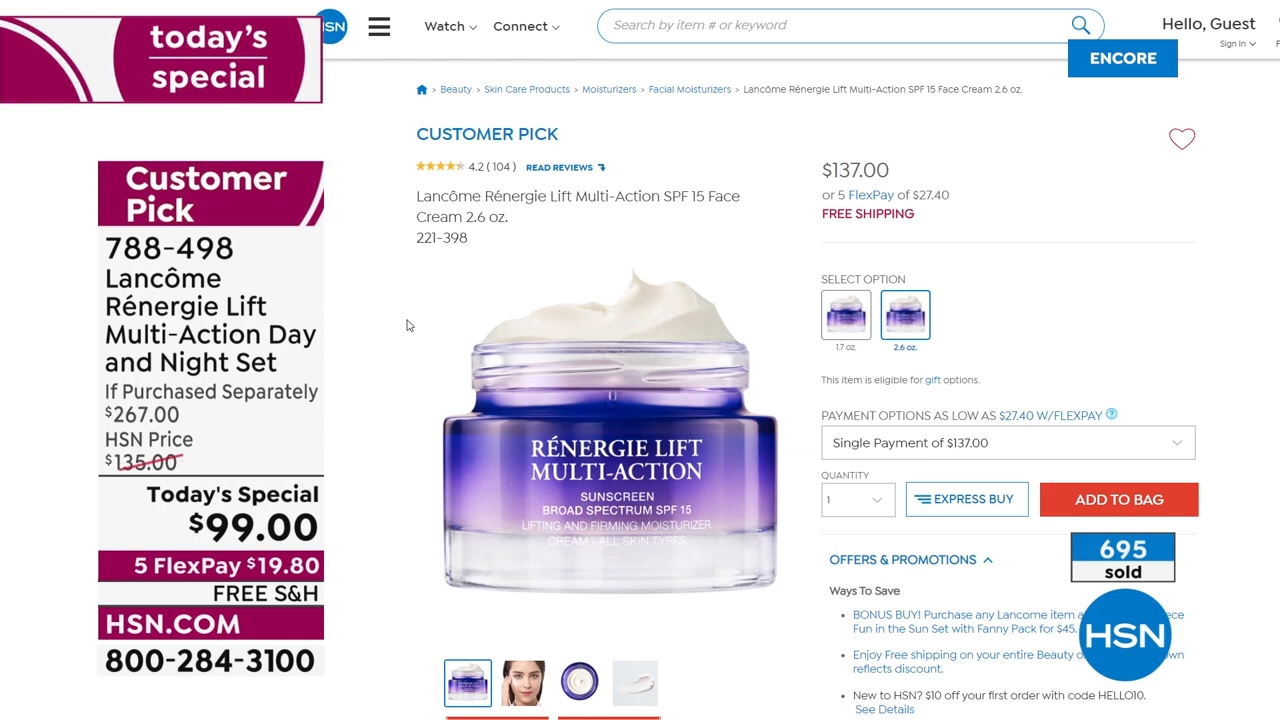 today's
special
HSN
Watch
Connect
Search by item # or keyword
Hello, Guest
Sign In
ENCORE
> Beauty > Skin Care Products > Moisturizers > Facial Moisturizers > Lancôme Rénergie Lift Multi-Action SPF 15 Face Cream 2.6 oz.
Customer
Pick
788-498
Lancôme
Rénergie Lift
Multi-Action Day
and Night Set
If Purchased Separately
$267.00
HSN Price
$135.00
Today's Special
$99.00
5 FlexPay $19.80
FREE S&H
HSN.COM
800-284-3100
CUSTOMER PICK
4.2 ( 104 ) READ REVIEWS
Lancôme Rénergie Lift Multi-Action SPF 15 Face
Cream 2.6 oz.
221-398
RÉNERGIE LIFT
MULTI-ACTION
SUNSCREEN
BROAD SPECTRUM SPF 15
LIFTING AND FIRMING MOISTURIZER
CREAM - ALL SKIN TYPES
$137.00
or 5 FlexPay of $27.40
FREE SHIPPING
SELECT OPTION
1.7 oz.
2.6 oz.
This item is eligible for gift options.
PAYMENT OPTIONS AS LOW AS $27.40 W/FLEXPAY ?
Single Payment of $137.00
QUANTITY
1
EXPRESS BUY
ADD TO BAG
OFFERS & PROMOTIONS
695
sold
Ways To Save
• BONUS BUY! Purchase any Lancome item
Fun in the Sun Set with Fanny Pack for $45.
• Enjoy Free shipping on your entire Beauty
reflects discount.
• New to HSN? $10 off your first order with code HELLO10.
See Details
HSN